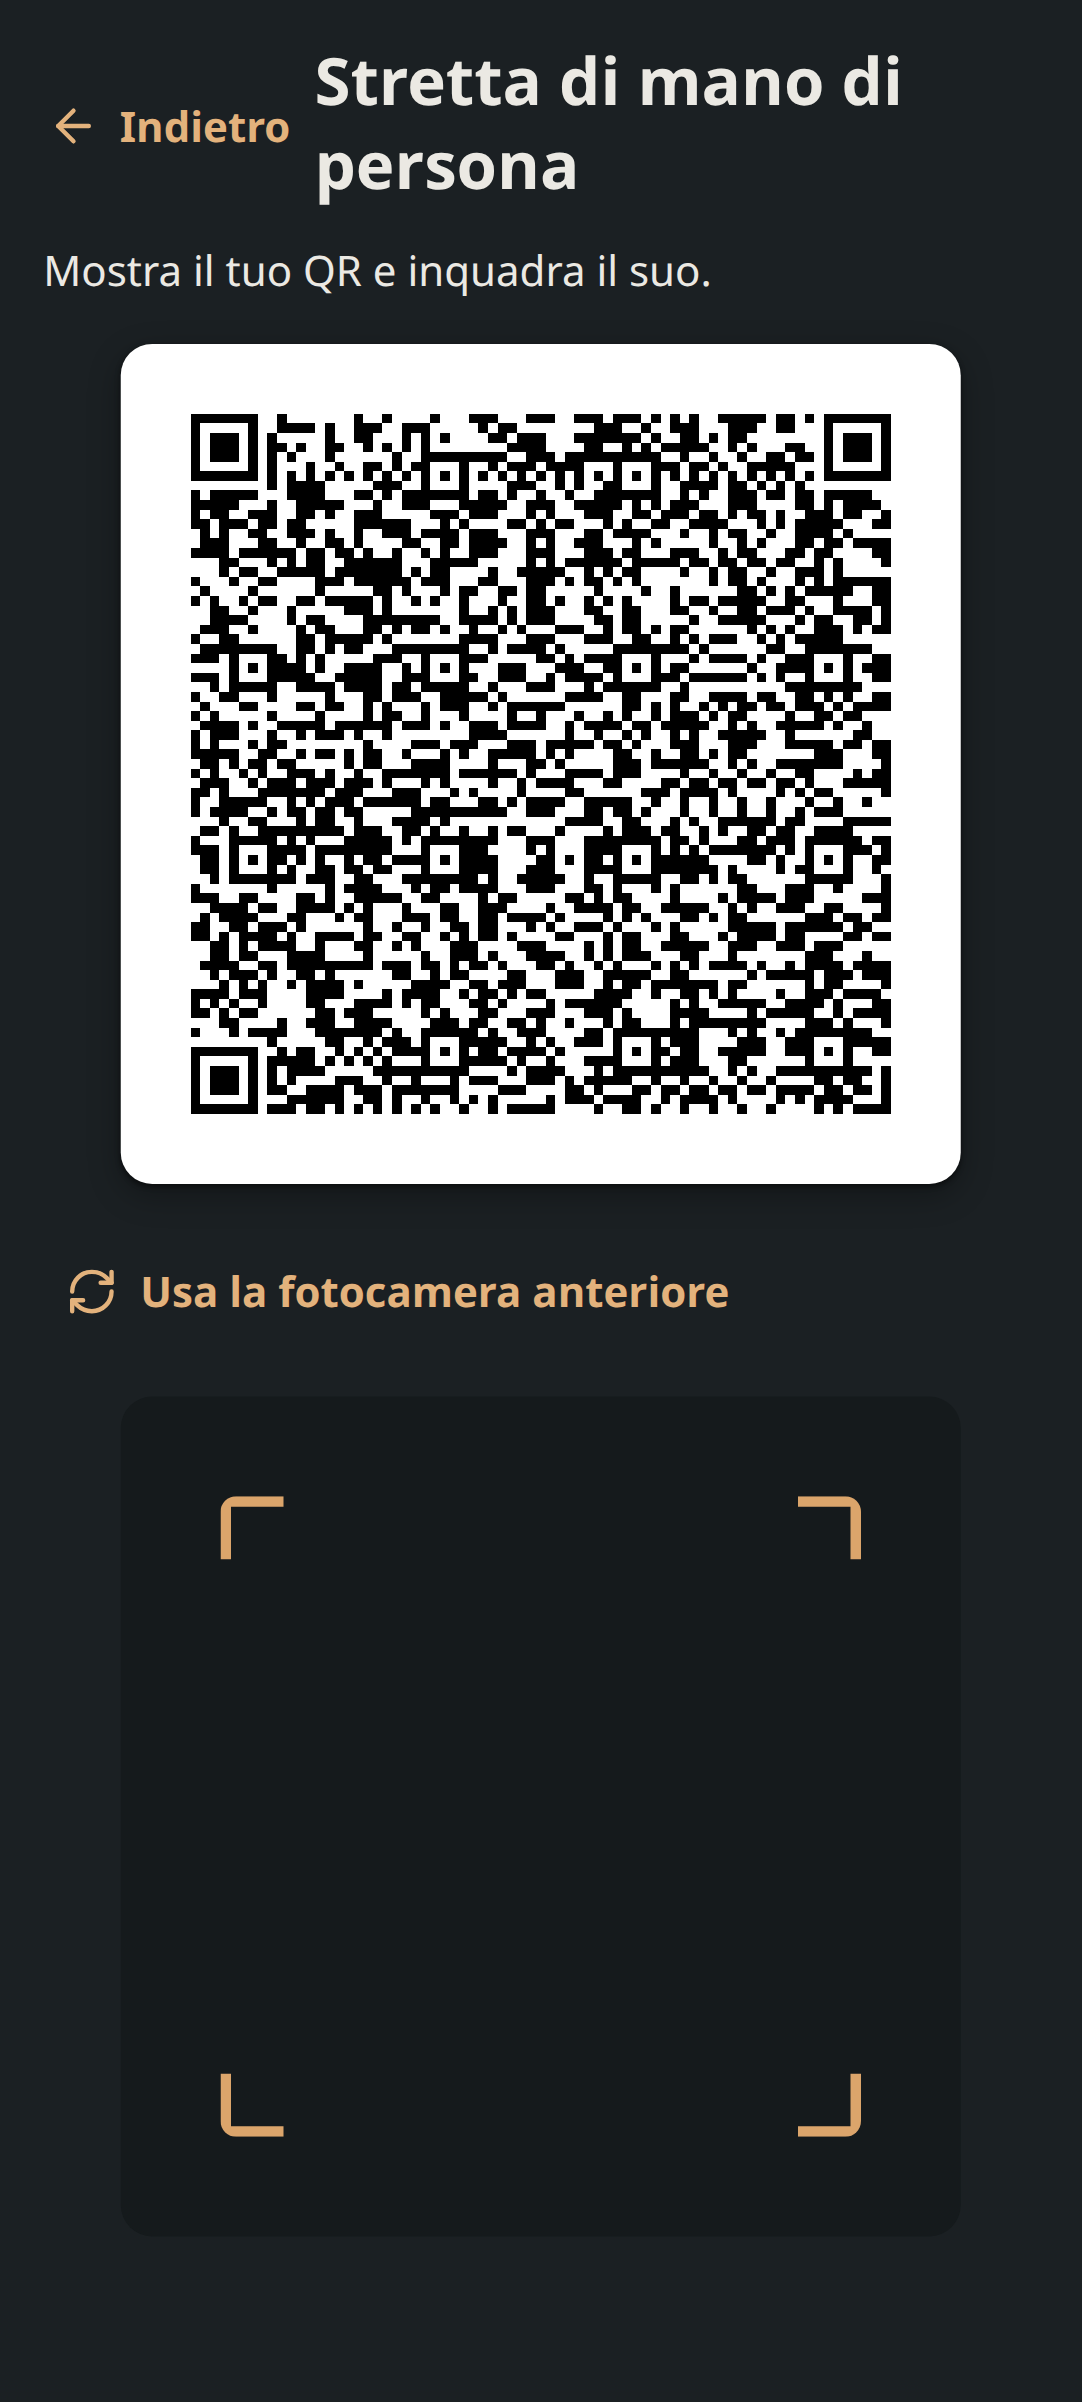 Indietro
Stretta di mano di
persona
Mostra il tuo QR e inquadra il suo.
Usa la fotocamera anteriore